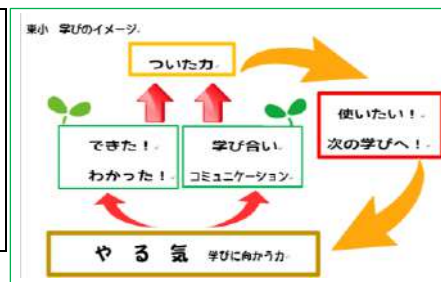 東小 学びのイメージ
ついた力
できた！
わかった！
学び合い
コミュニケーション
使いたい！
次の学びへ！
やる気 学びに向かう力